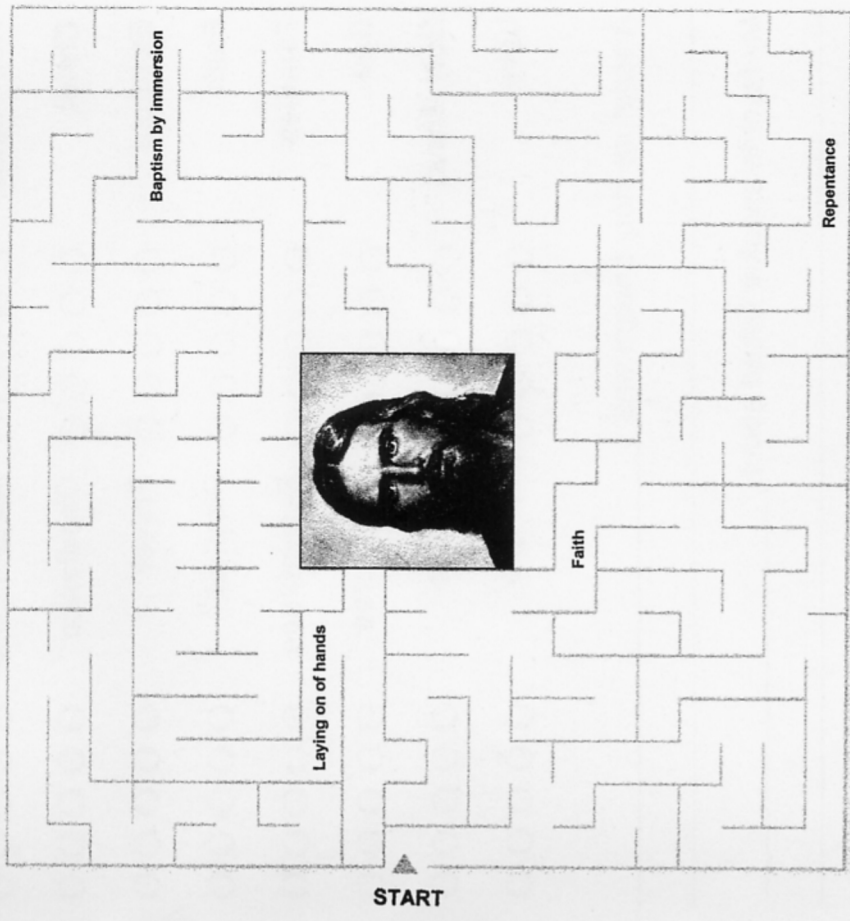 Baptism by immersion
Repentance
Faith
Laying on of hands
START